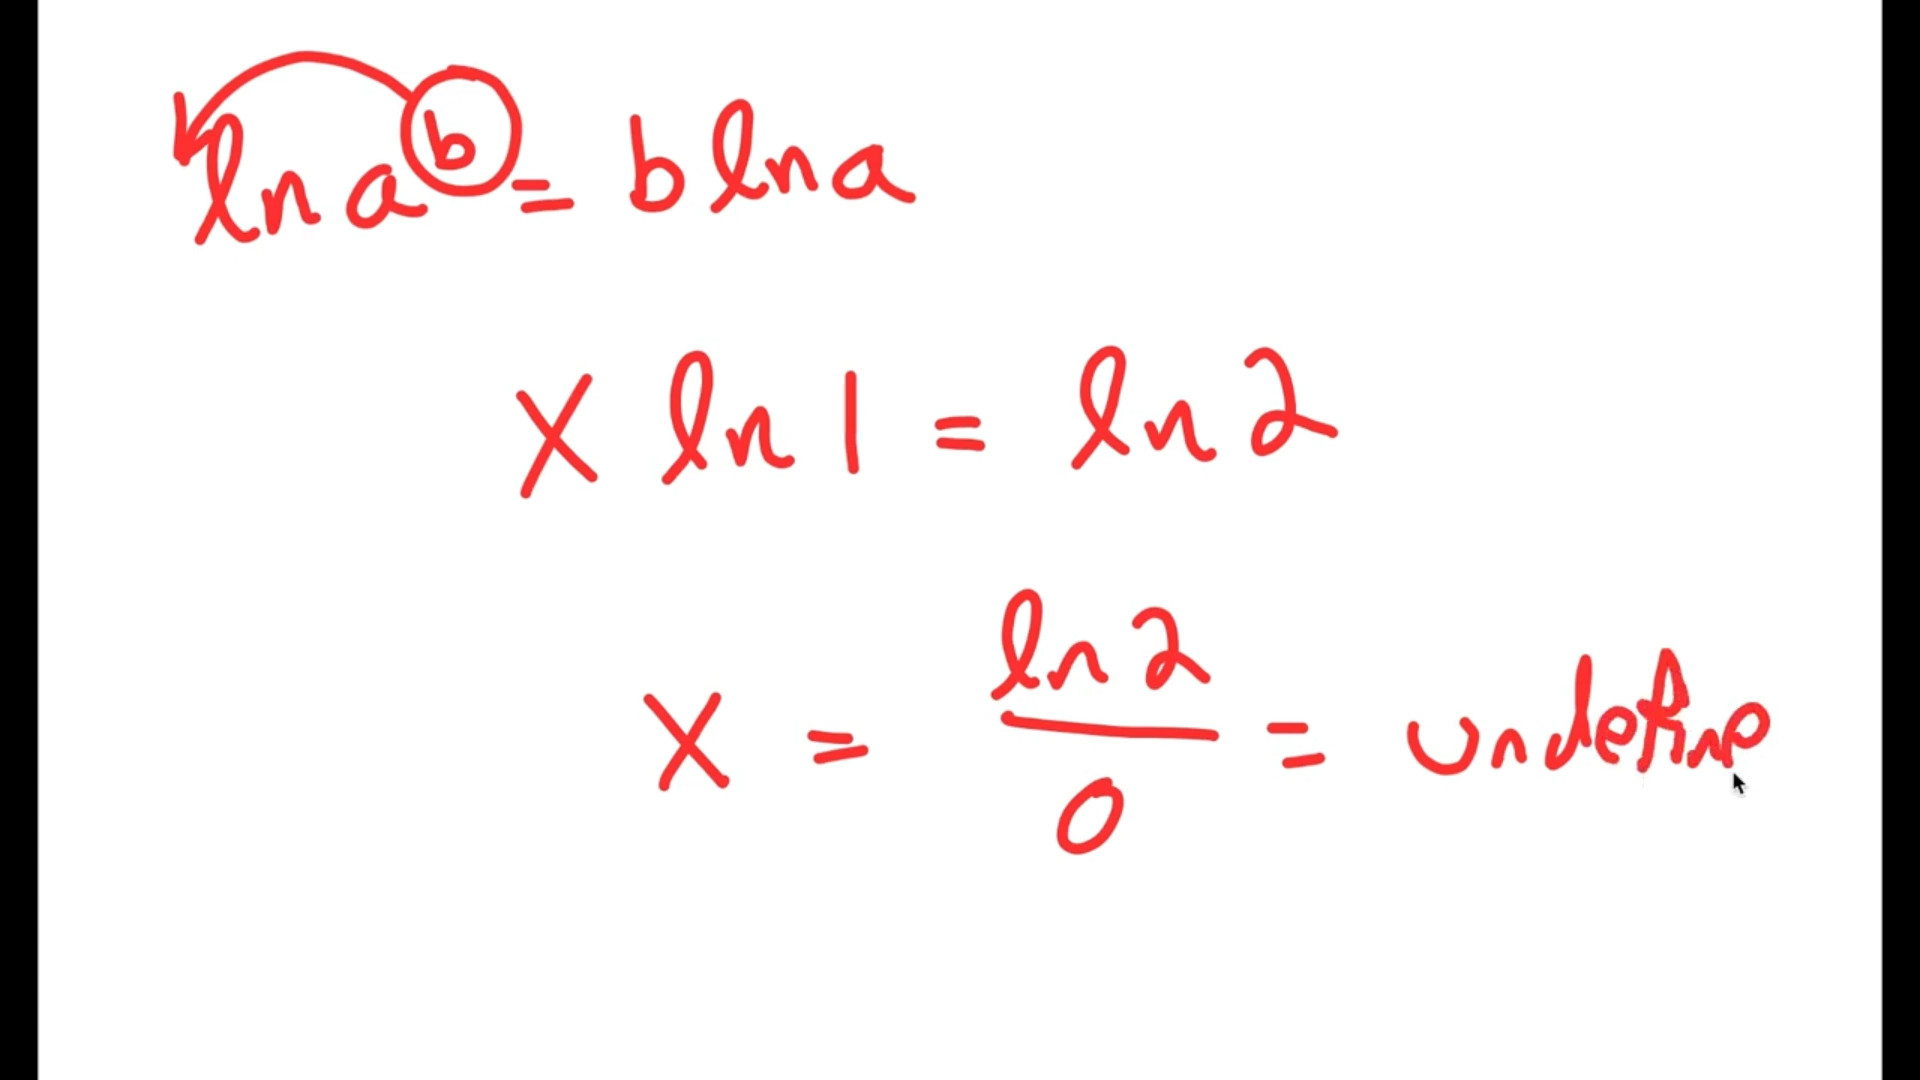 ln a^b = b ln a
X ln 1 = ln 2
X = ln 2 / 0 = undefine